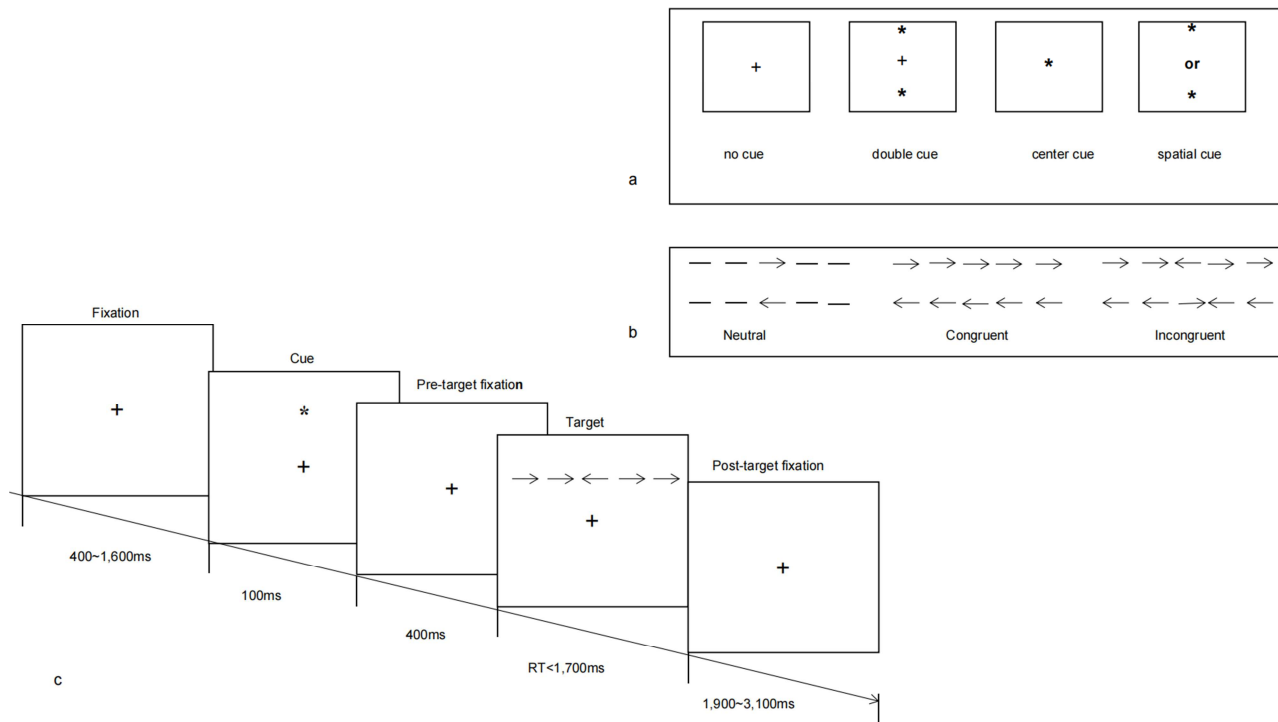 * * *
+ * or
* *
no cue double cue center cue spatial cue
a
— — → — — → → → → → → → ← → →
— — ← — — ← ← ← ← ← ← ← → ← ←
Neutral Congruent Incongruent
b
Fixation
+
400~1,600ms
Cue
*
+
100ms
Pre-target fixation
+
400ms
Target
→ → ← → →
+
RT<1,700ms
Post-target fixation
+
1,900~3,100ms
c